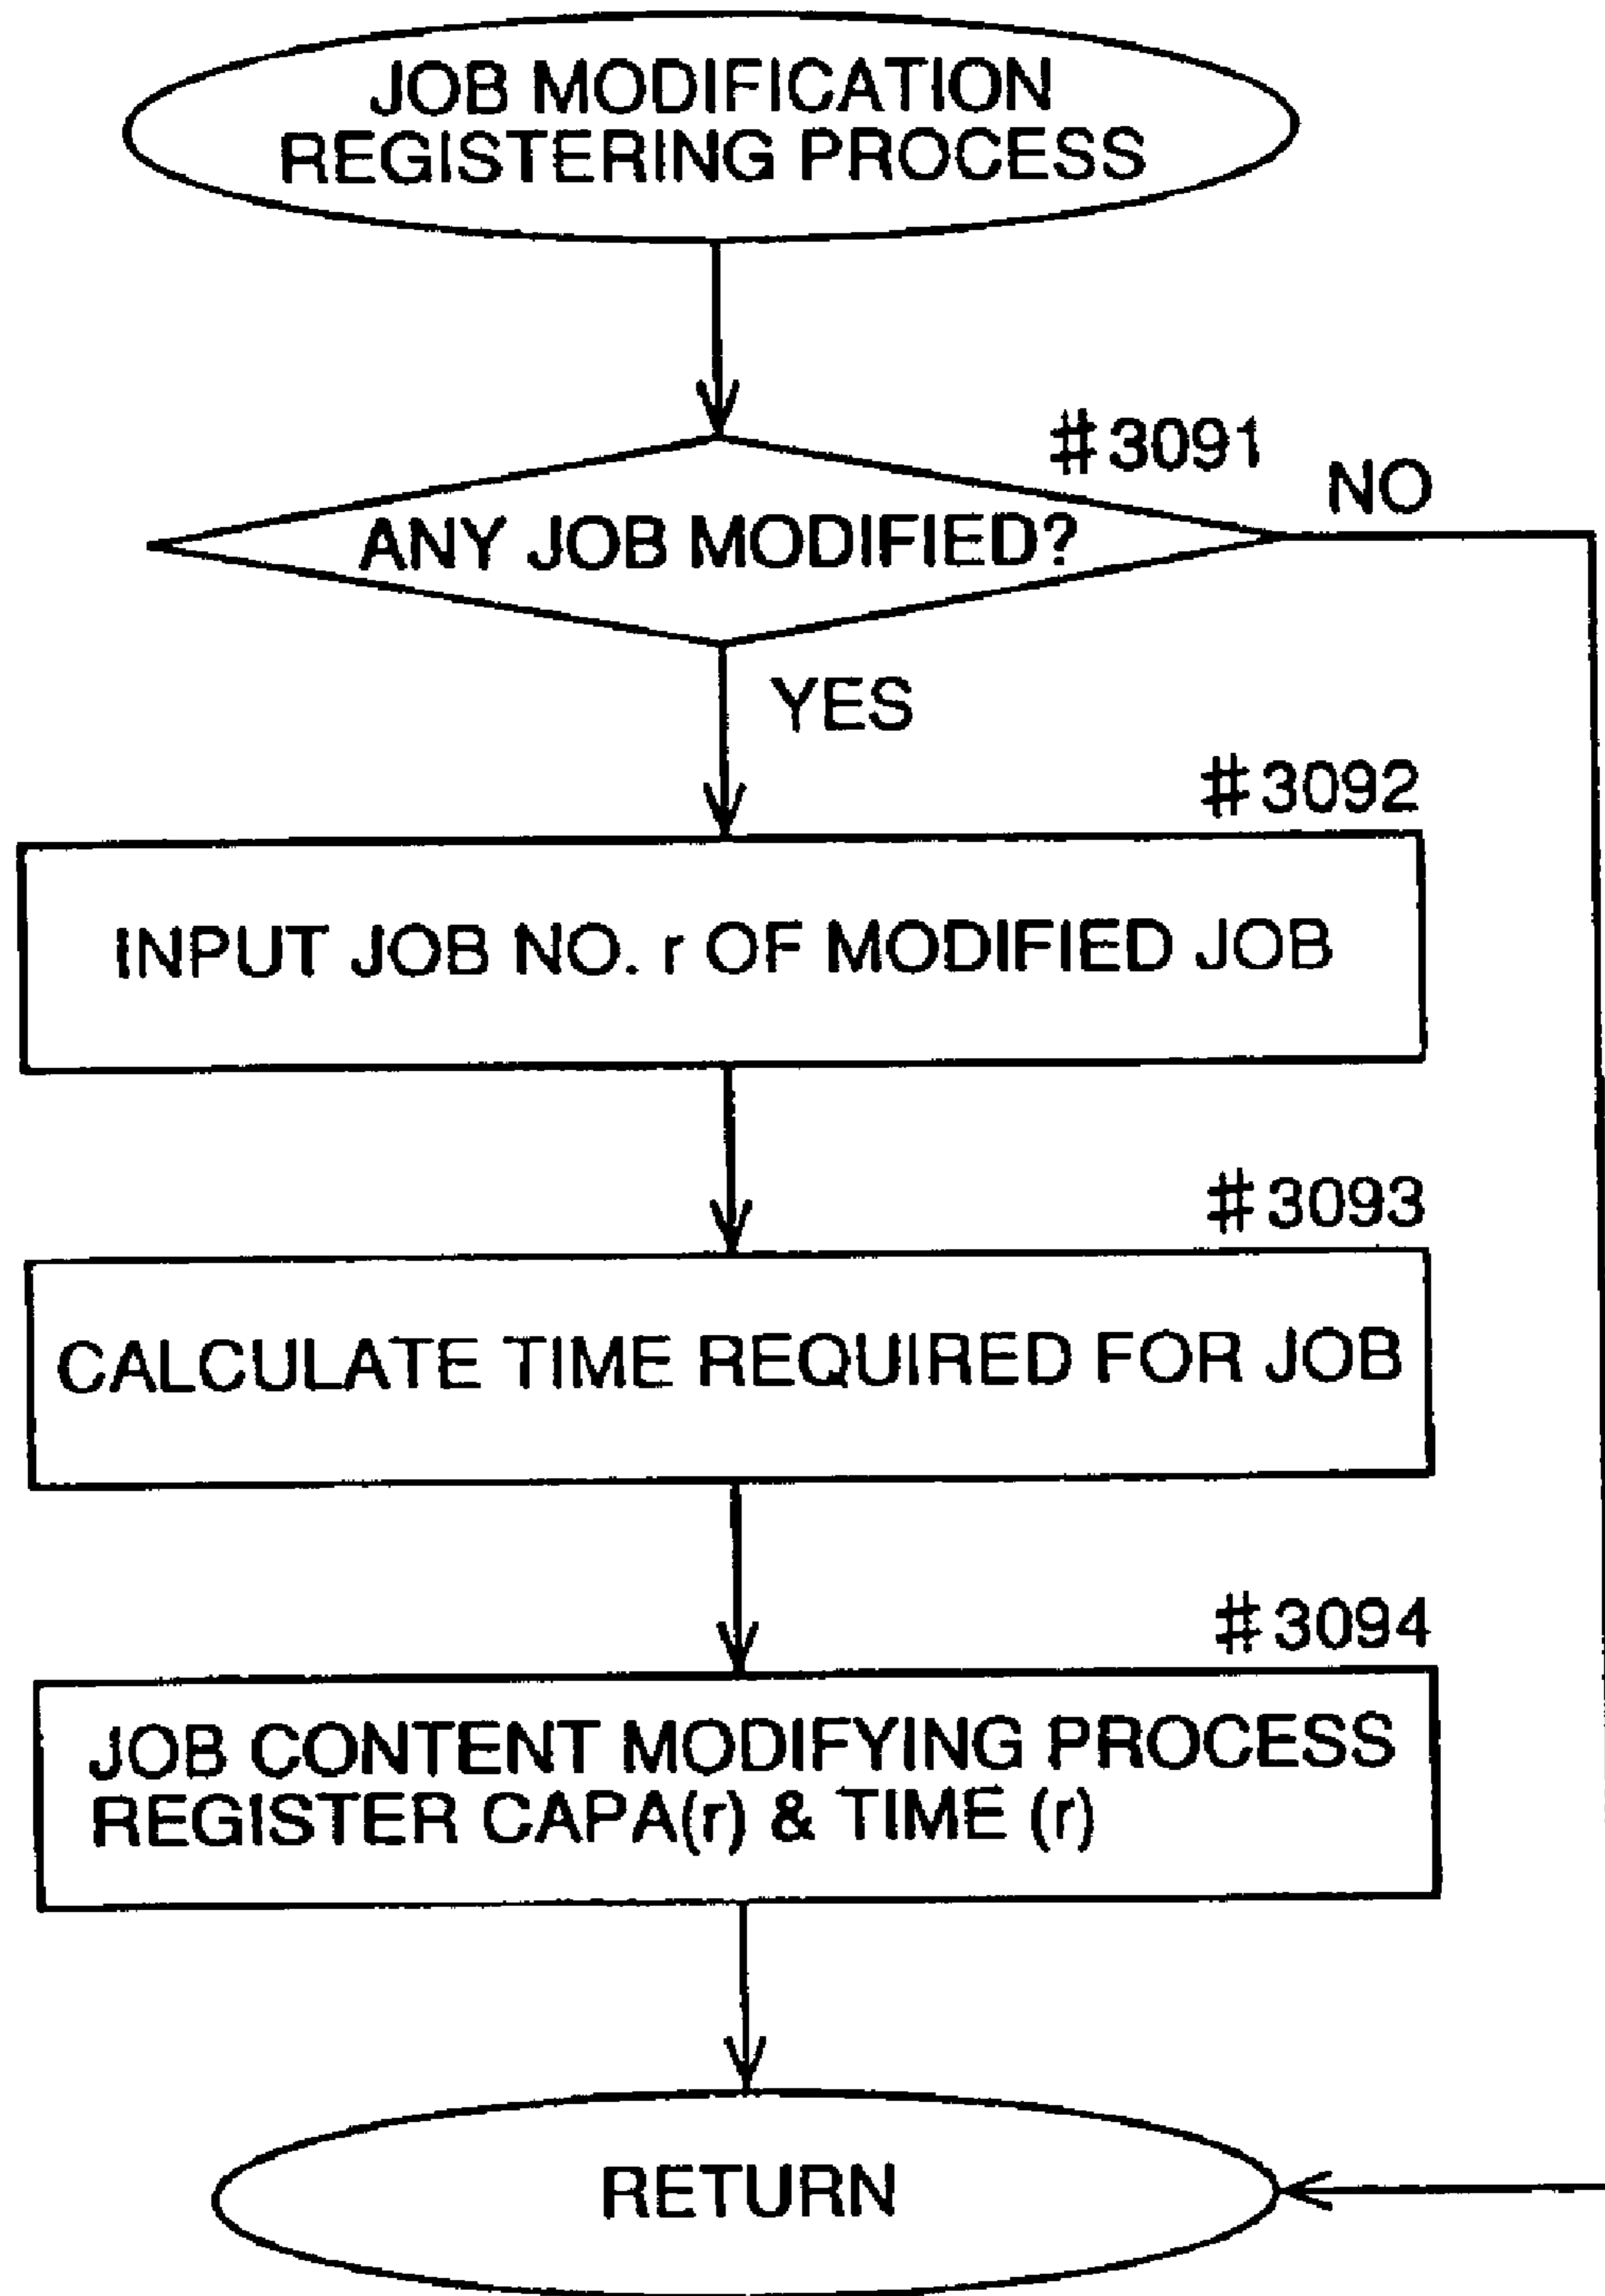 JOB MODIFICATION
REGISTERING PROCESS
#3091
NO
ANY JOB MODIFIED?
YES
#3092
INPUT JOB NO. r OF MODIFIED JOB
#3093
CALCULATE TIME REQUIRED FOR JOB
#3094
JOB CONTENT MODIFYING PROCESS
REGISTER CAPA(r) & TIME (r)
RETURN